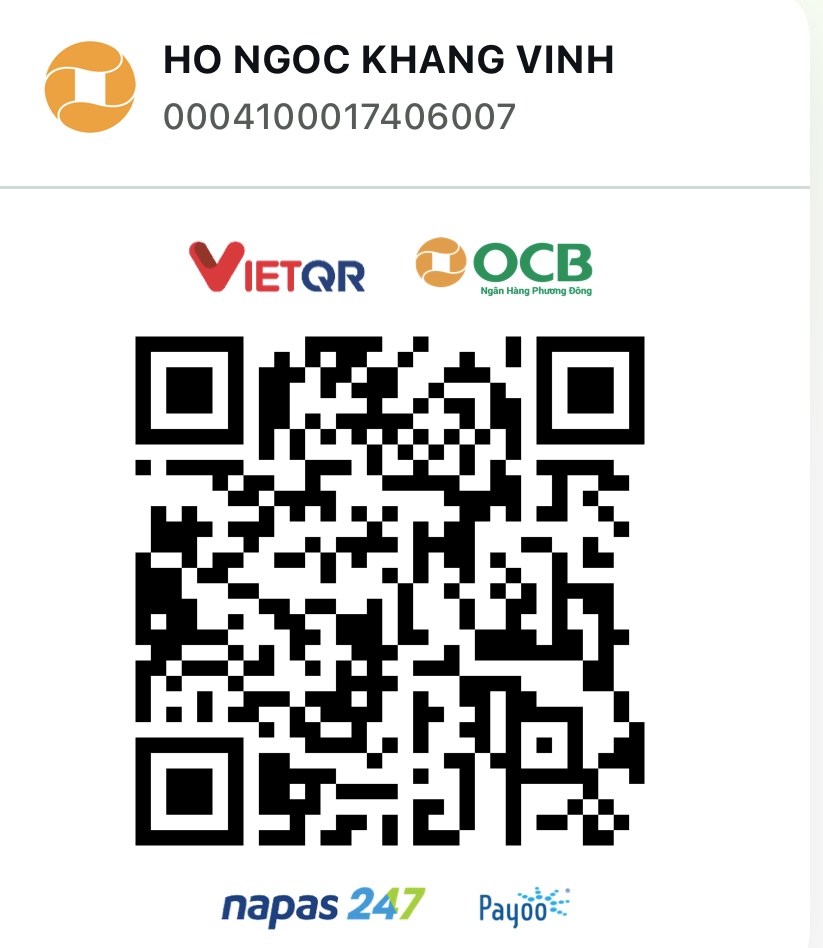 HO NGOC KHANG VINH
0004100017406007
VIETQR
OCB
Ngân Hàng Phương Đông
napas 247
Payoo